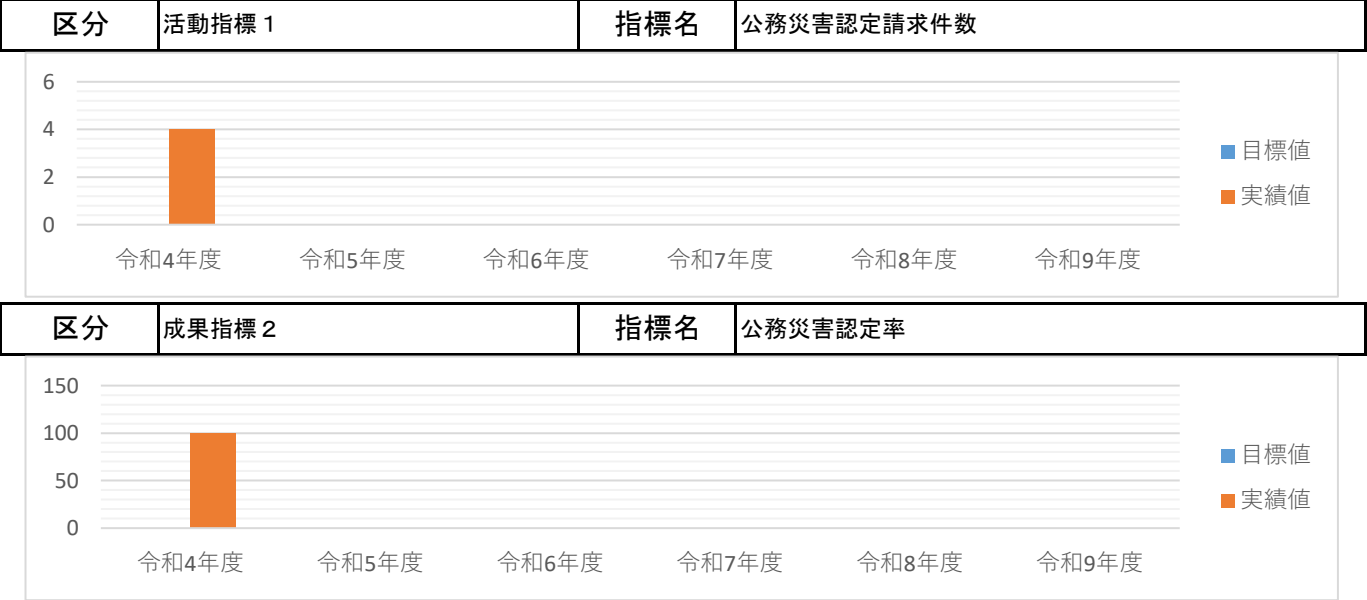 区分 活動指標１ 指標名 公務災害認定請求件数
6
4
2
0
令和4年度 令和5年度 令和6年度 令和7年度 令和8年度 令和9年度
目標値
実績値
区分 成果指標２ 指標名 公務災害認定率
150
100
50
0
令和4年度 令和5年度 令和6年度 令和7年度 令和8年度 令和9年度
目標値
実績値